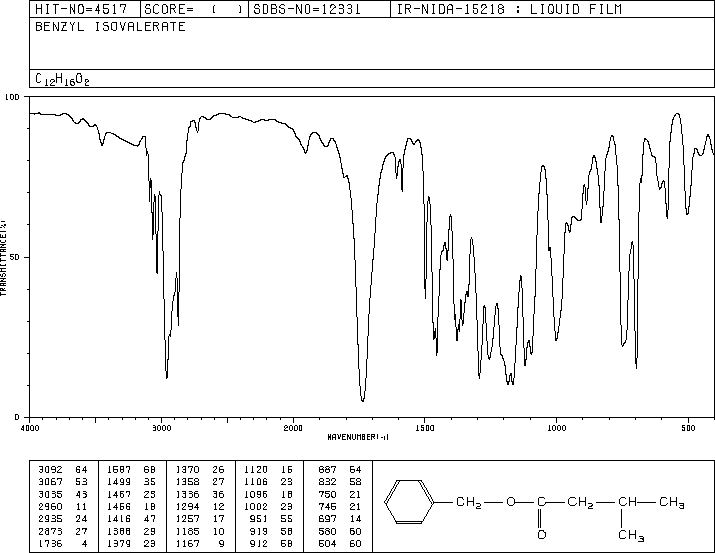 HIT-NO=4517 SCORE= ( ) SDBS-NO=12331 IR-NIDA-15218 : LIQUID FILM
BENZYL ISOVALERATE
C12H16O2
100
50
0
TRANSMITTANCE(%)
4000 3000 2000 1500 1000 500
WAVENUMBER(-1)
3092 64 1587 68 1370 26 1120 15 887 64
3067 53 1499 35 1358 27 1106 23 832 58
3035 43 1467 23 1336 36 1096 18 750 21
2960 11 1456 18 1294 12 1002 23 745 21
2935 24 1416 47 1257 17 951 55 697 14
2873 27 1388 29 1185 10 919 58 580 60
1736 4 1379 23 1167 9 912 58 504 60
CH2 O C CH2 CH CH3
O CH3